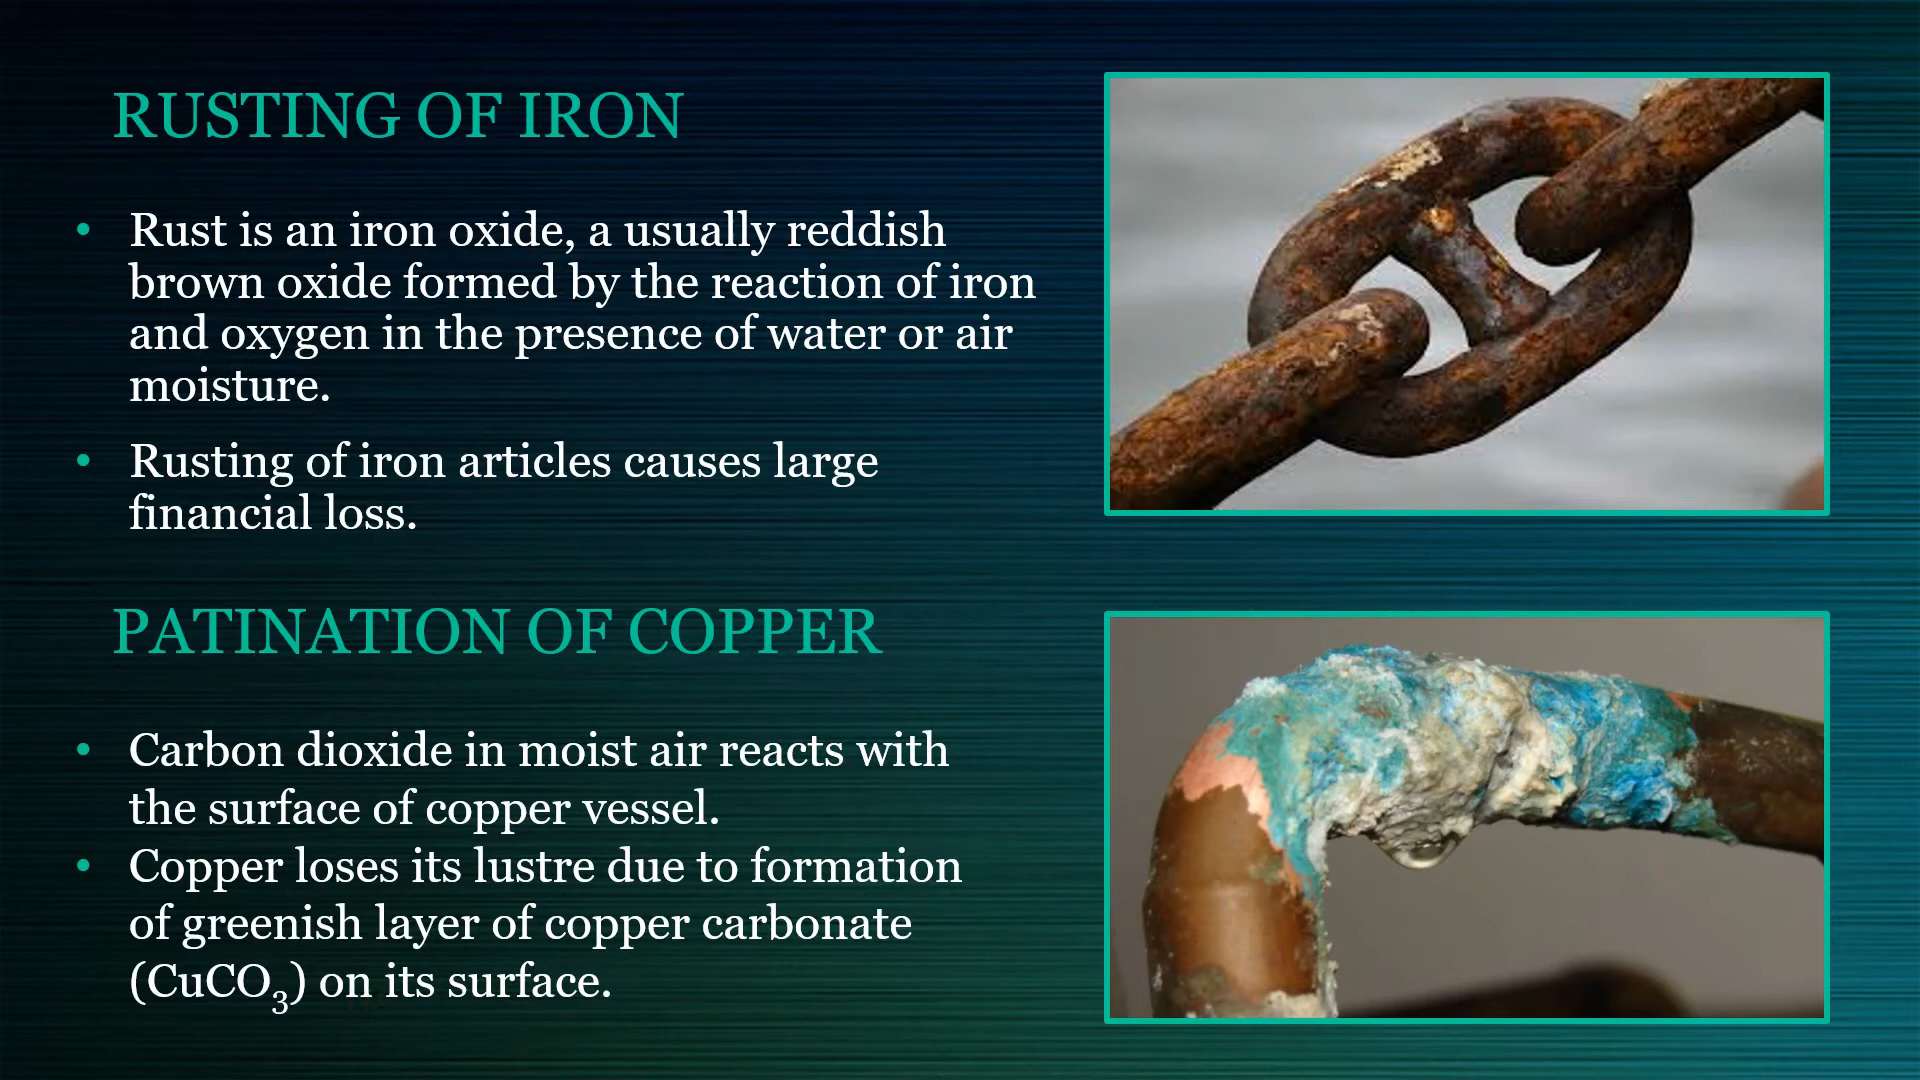 RUSTING OF IRON
• Rust is an iron oxide, a usually reddish
brown oxide formed by the reaction of iron
and oxygen in the presence of water or air
moisture.
• Rusting of iron articles causes large
financial loss.
PATINATION OF COPPER
• Carbon dioxide in moist air reacts with
the surface of copper vessel.
• Copper loses its lustre due to formation
of greenish layer of copper carbonate
(CuCO₃) on its surface.